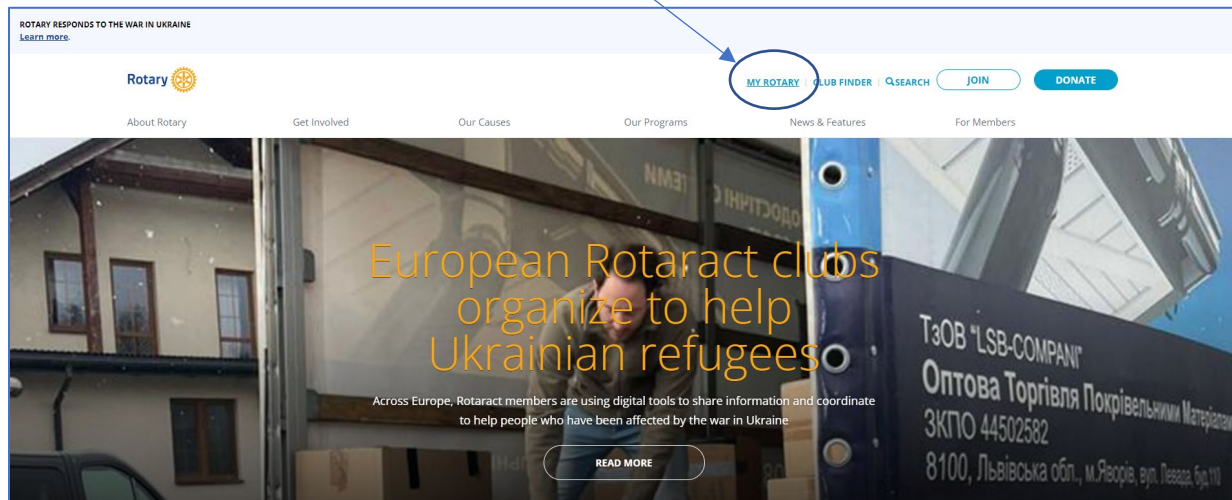 ROTARY RESPONDS TO THE WAR IN UKRAINE
Learn more.
Rotary
MY ROTARY | CLUB FINDER | SEARCH JOIN DONATE
About Rotary Get Involved Our Causes Our Programs News & Features For Members
European Rotaract clubs
organize to help
Ukrainian refugees
Across Europe, Rotaract members are using digital tools to share information and coordinate
to help people who have been affected by the war in Ukraine
READ MORE
ТзОВ "LSB-COMPANI"
Оптова Торгівля Покрівельними Матеріалами
ЗКПО 44502582
8100, Львівська обл., м.Яворів, вул.